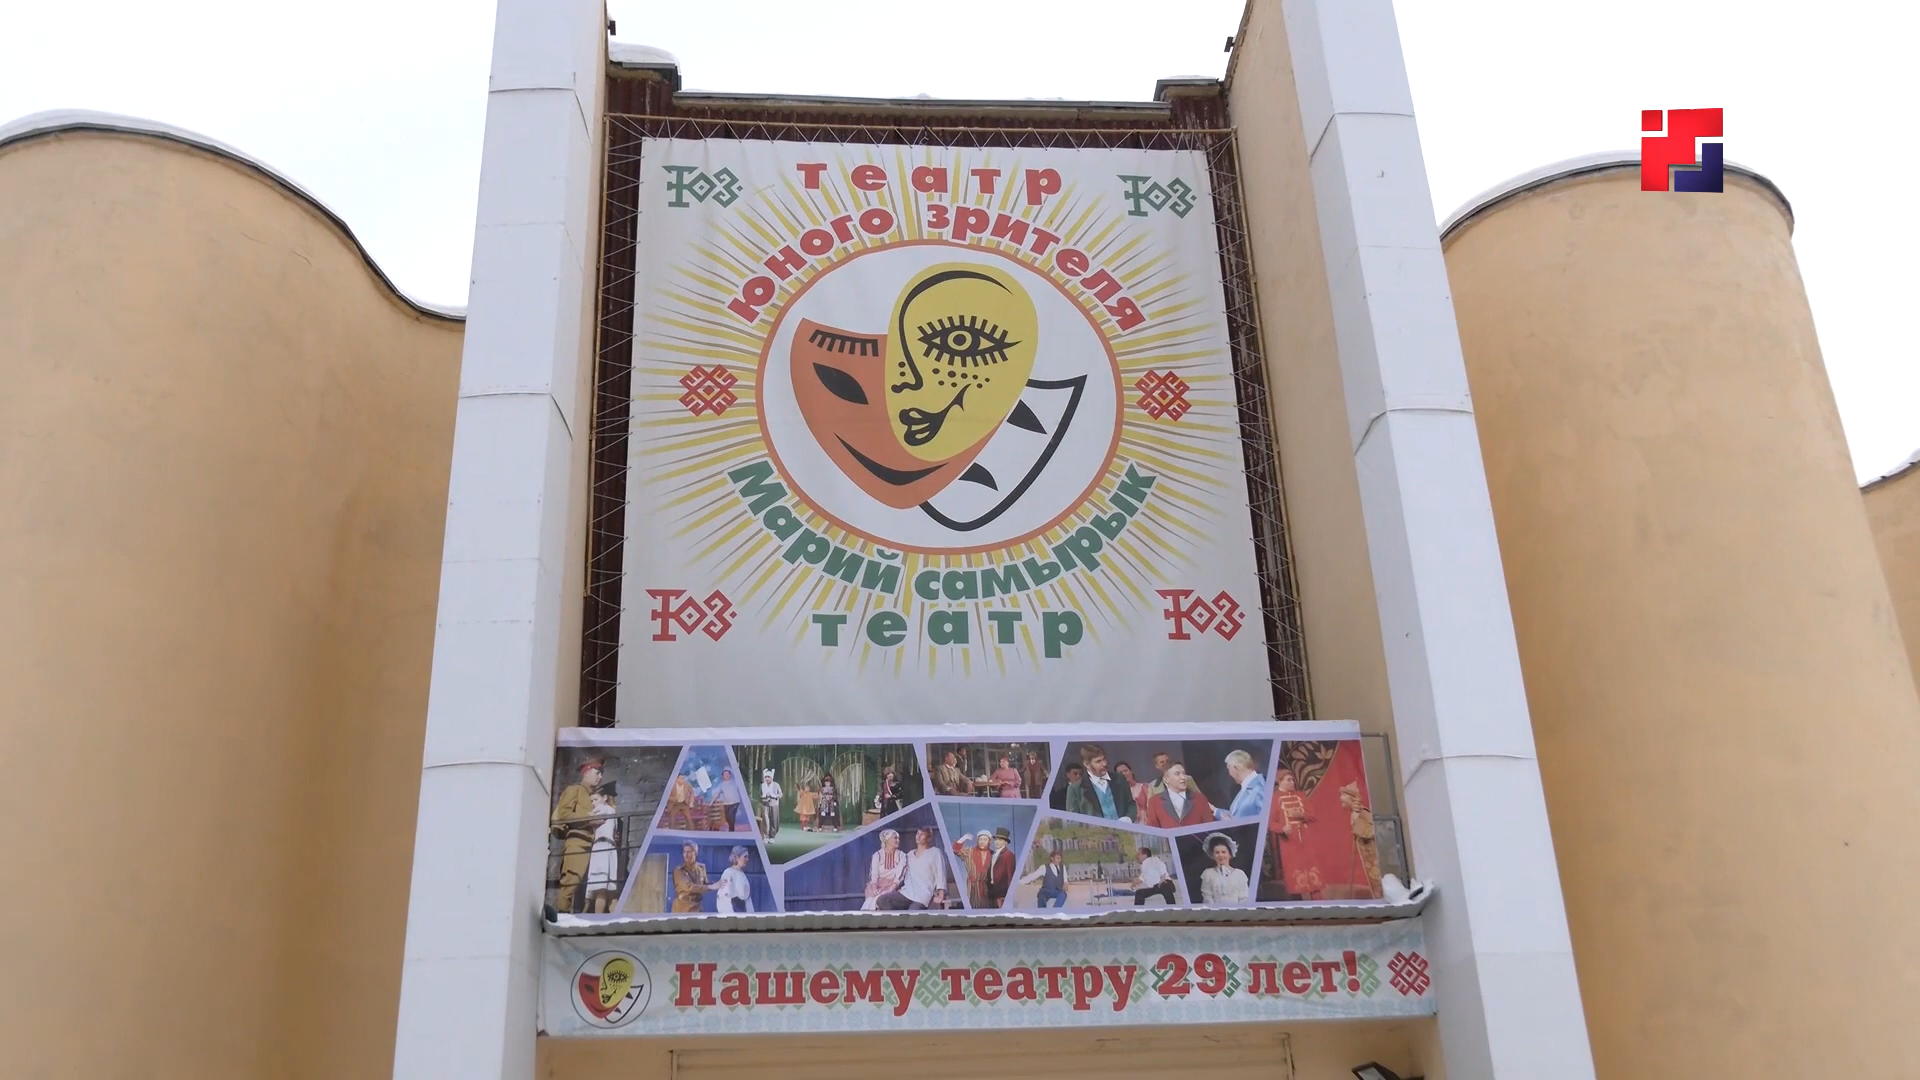 Тюз
театр
Тюз
юного зрителя
Марий самырык
театр
Тюз
Тюз
Нашему театру 29 лет!